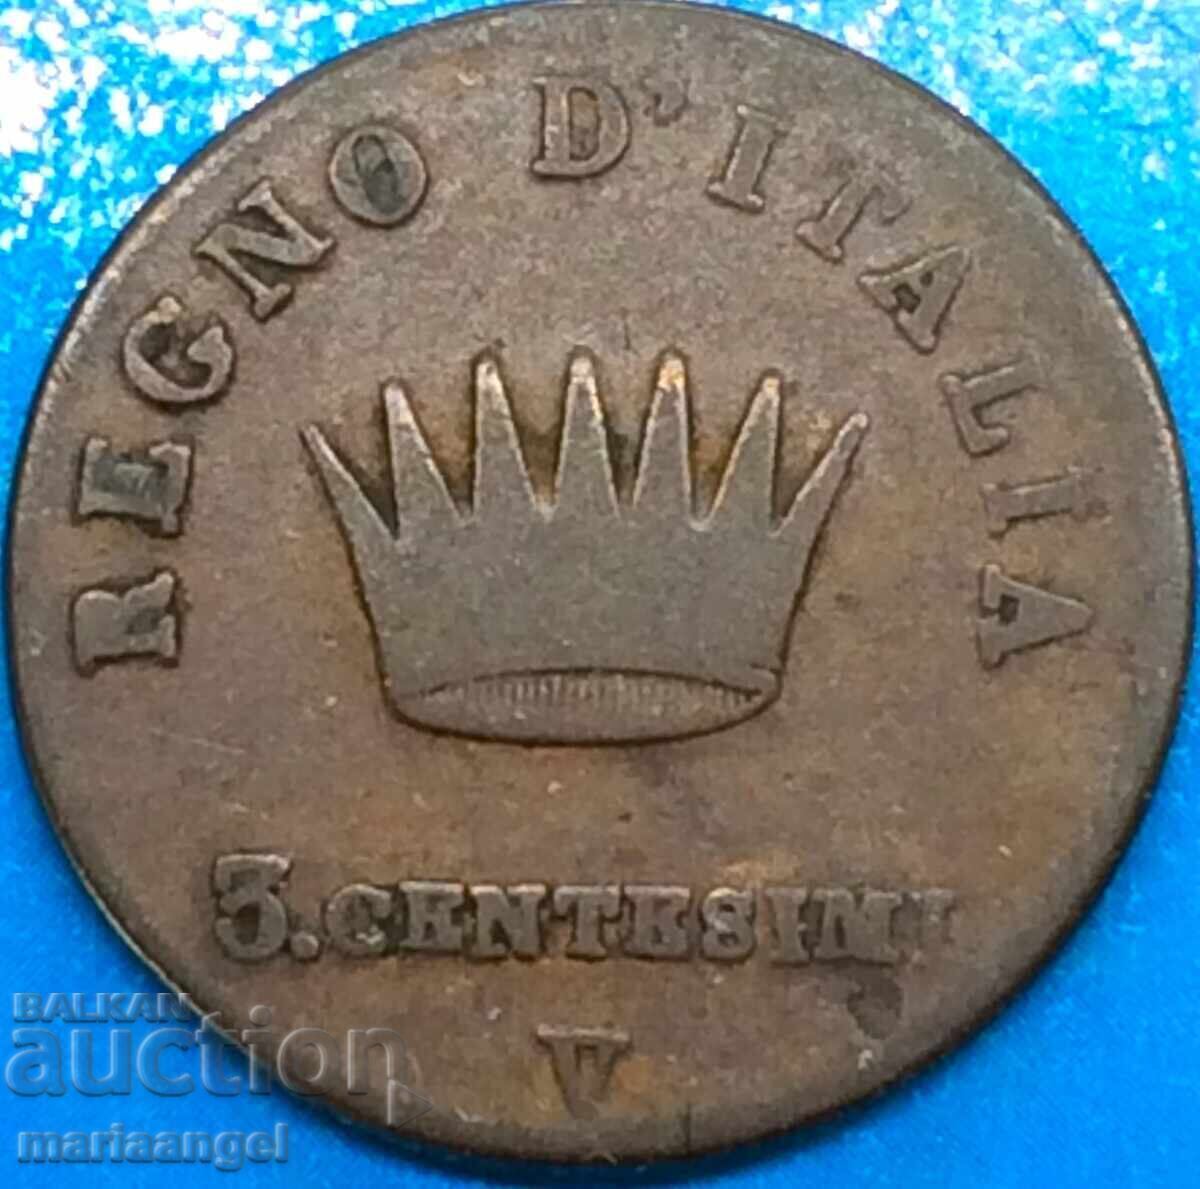 REGNO D'ITALIA
3. CENTESIMI
V
BALKAN
auction
mariaangel